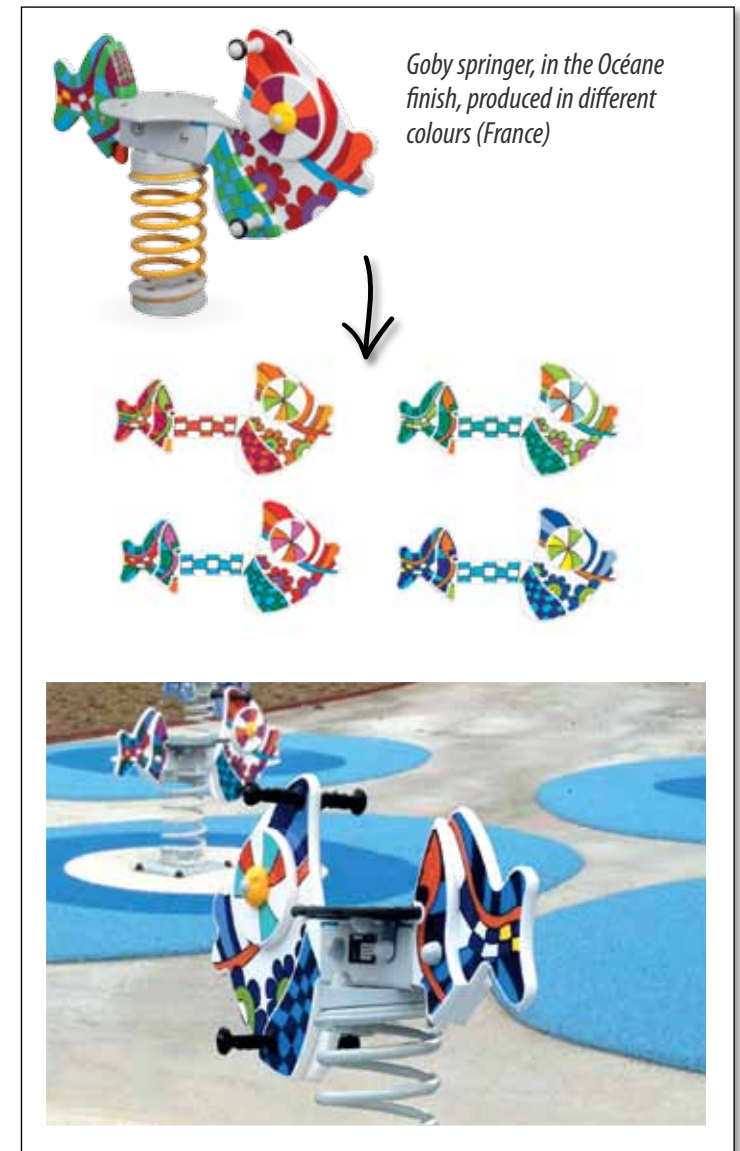 Goby springer, in the Océane
finish, produced in different
colours (France)